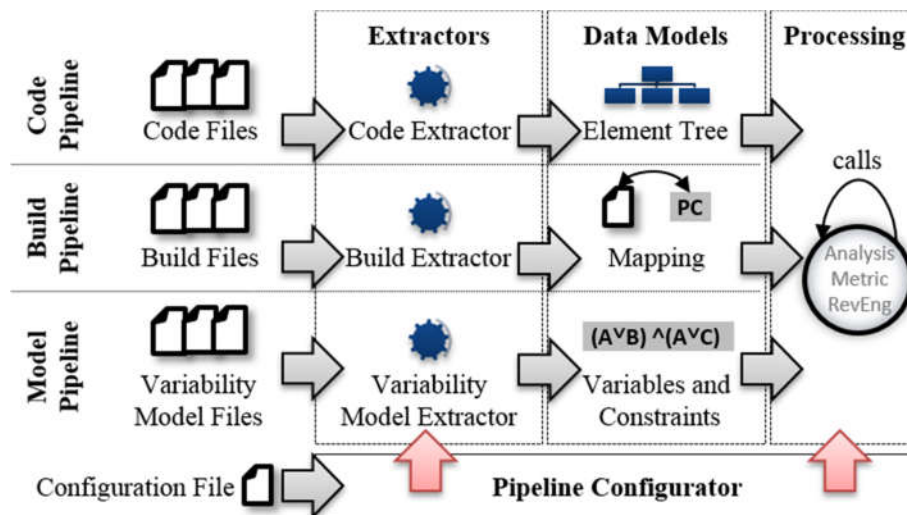 Extractors
Data Models
Processing
Code
Pipeline
Code Files
Code Extractor
Element Tree
calls
Build
Pipeline
Build Files
Build Extractor
PC
Mapping
Analysis
Metric
RevEng
Model
Pipeline
Variability
Model Files
Variability
Model Extractor
(A∨B) ^(A∨C)
Variables and
Constraints
Configuration File
Pipeline Configurator